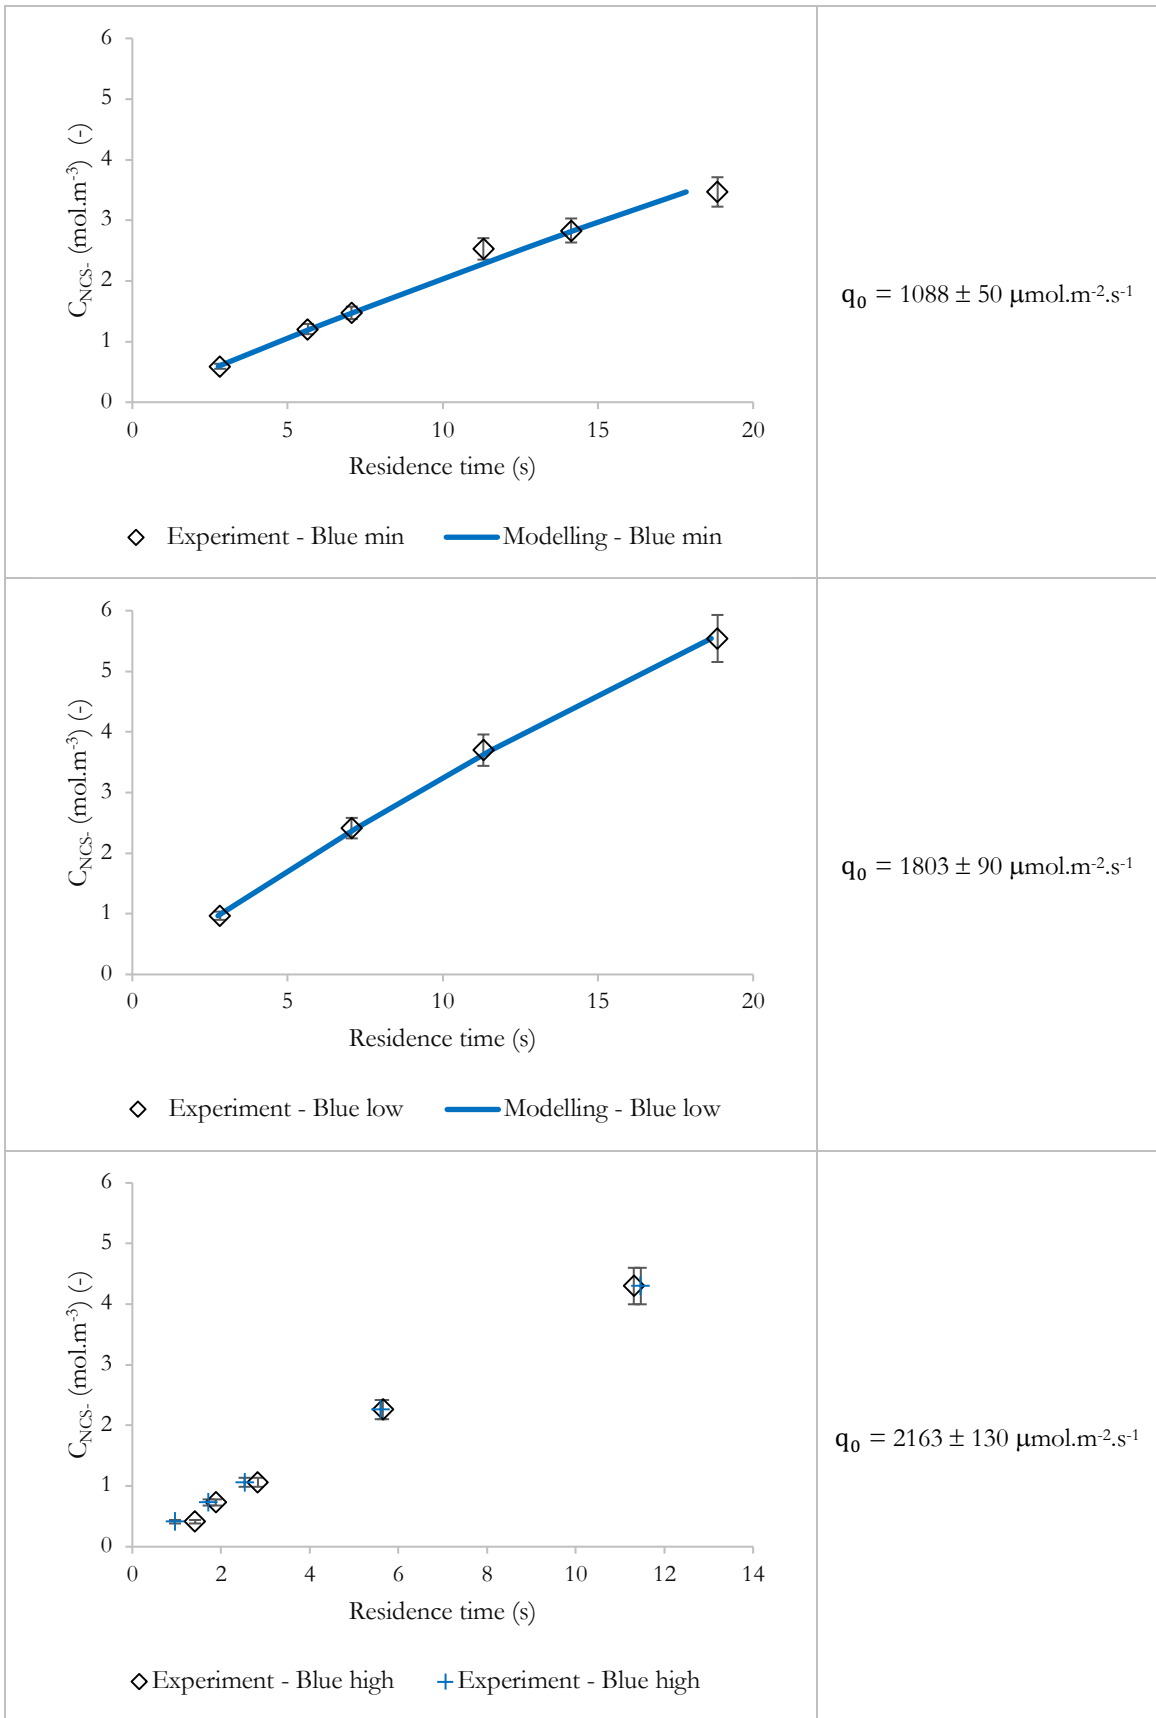 6
5
4
3
2
1
0
C_NCS- (mol.m⁻³) (-)
0 5 10 15 20
Residence time (s)
Experiment - Blue min Modelling - Blue min
q₀ = 1088 ± 50 μmol.m⁻².s⁻¹
6
5
4
3
2
1
0
C_NCS- (mol.m⁻³) (-)
0 5 10 15 20
Residence time (s)
Experiment - Blue low Modelling - Blue low
q₀ = 1803 ± 90 μmol.m⁻².s⁻¹
6
5
4
3
2
1
0
C_NCS- (mol.m⁻³) (-)
0 2 4 6 8 10 12 14
Residence time (s)
Experiment - Blue high Experiment - Blue high
q₀ = 2163 ± 130 μmol.m⁻².s⁻¹